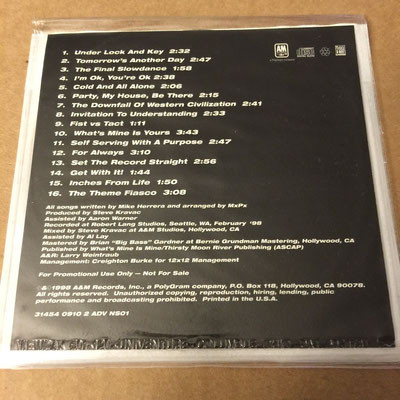 A&M
RECORDS
1. Under Lock And Key 2:32
2. Tomorrow's Another Day 2:47
3. The Final Slowdance 1:58
4. I'm Ok, You're Ok 2:38
5. Cold And All Alone 2:06
6. Party, My House, Be There 2:15
7. The Downfall Of Western Civilization 2:41
8. Invitation To Understanding 2:33
9. Fist vs Tact 1:11
10. What's Mine Is Yours 3:43
11. Self Serving With A Purpose 2:47
12. For Always 3:10
13. Set The Record Straight 2:56
14. Get With It! 1:44
15. Inches From Life 1:50
16. The Theme Fiasco 3:08
All songs written by Mike Herrera and arranged by MxPx
Produced by Steve Kravac
Assisted by Aaron Warner
Recorded at Robert Lang Studios, Seattle, WA, February '98
Mixed by Steve Kravac at A&M Studios, Hollywood, CA
Assisted by Al Lay
Mastered by Brian "Big Bass" Gardner at Bernie Grundman Mastering, Hollywood, CA
Published by What's Mine is Mine/Thirsty Moon River Publishing (ASCAP)
A&R: Larry Weintraub
Management: Creighton Burke for 12x12 Management
For Promotional Use Only — Not For Sale
℗ & © 1998 A&M Records, Inc., a PolyGram company, P.O. Box 118, Hollywood, CA 90078.
All rights reserved. Unauthorized copying, reproduction, hiring, lending, public
performance and broadcasting prohibited. Printed in the U.S.A.
31454 0910 2 ADV NS01